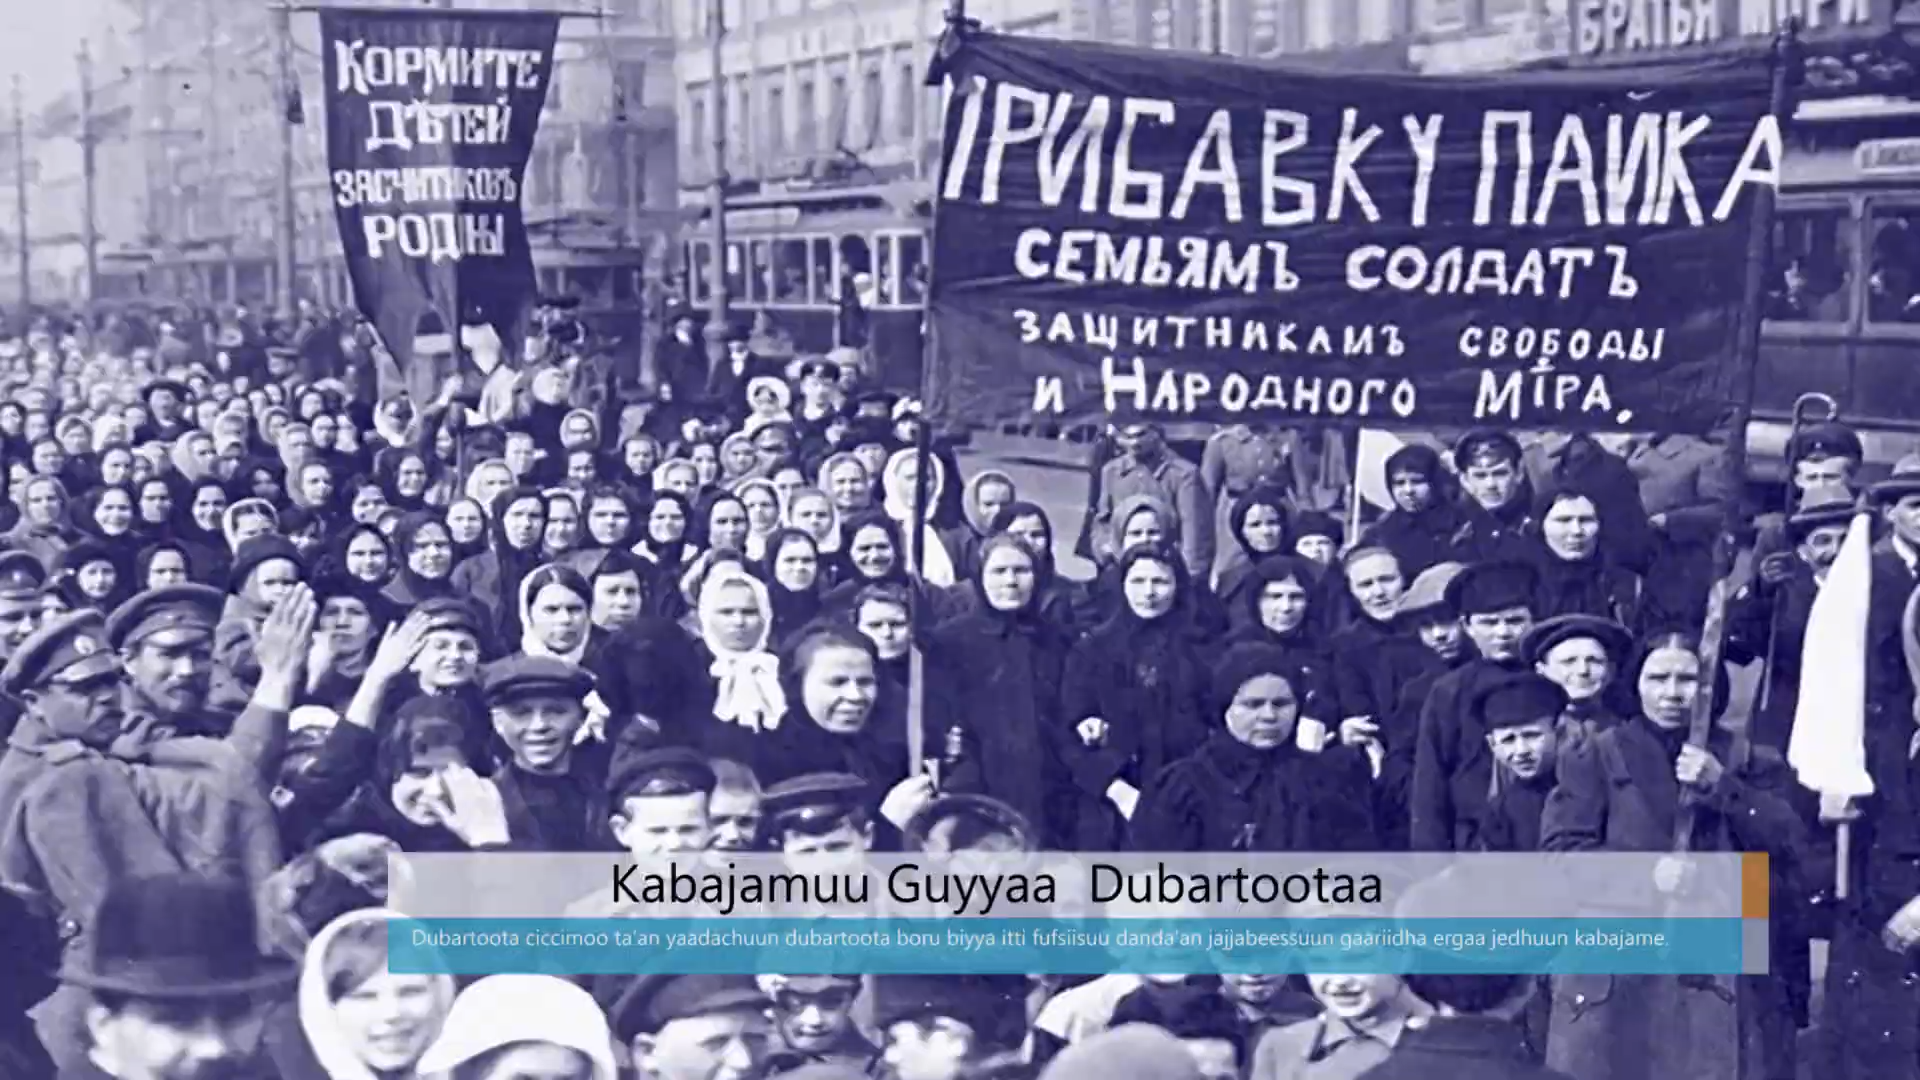 БРАТЬЯ
КОРМИТЕ
ДѢТЕЙ
ЗАСЧИТНИКОВЪ
РОДИНЫ
ПРИБАВКУ ПАЙКА
СЕМЬЯМЪ СОЛДАТЪ
ЗАЩИТНИКАМЪ СВОБОДЫ
И НАРОДНОГО МІРА.
Kabajamuu Guyyaa Dubartootaa
Dubartoota ciccimoo ta'an yaadachuun dubartoota boru biyya itti fufsiisuu danda'an jajjabeessuun gaariidha ergaa jedhuun kabajame.